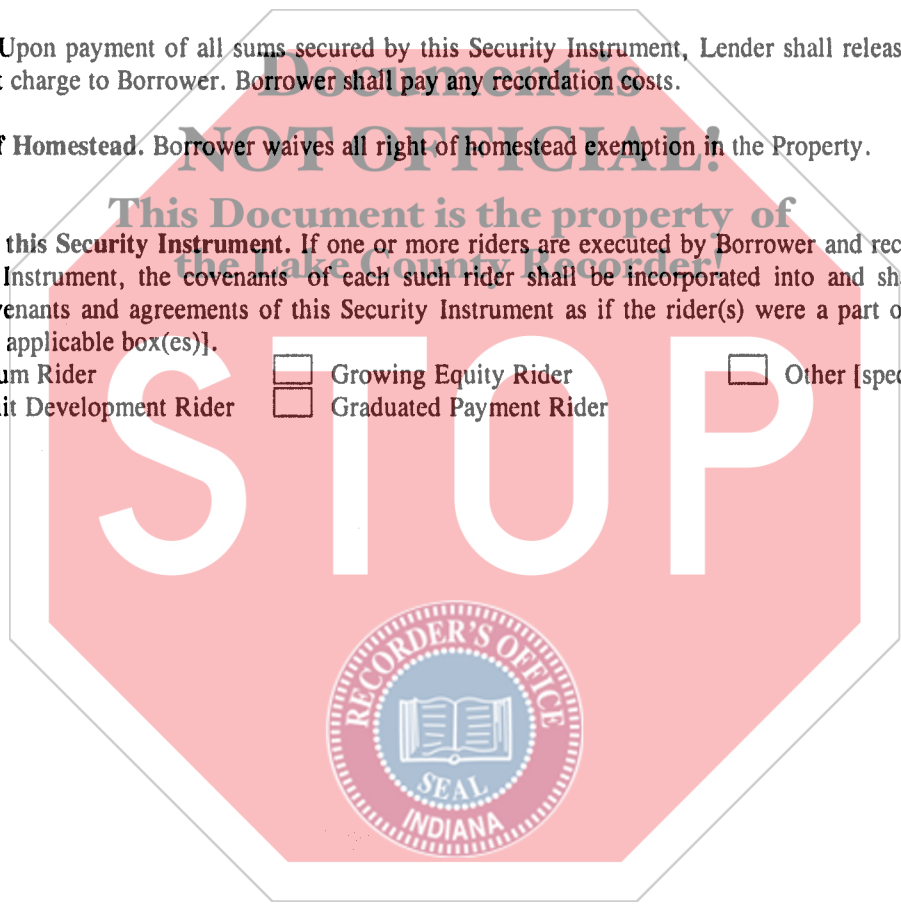 Upon payment of all sums secured by this Security Instrument, Lender shall releas
charge to Borrower. Borrower shall pay any recordation costs.
Document is
Homestead. Borrower waives all right of homestead exemption in the Property.
NOT OFFICIAL!
This Document is the property of
this Security Instrument. If one or more riders are executed by Borrower and rec
the Lake County Recorder!
Instrument, the covenants of each such rider shall be incorporated into and sh
venants and agreements of this Security Instrument as if the rider(s) were a part o
applicable box(es)].
um Rider Growing Equity Rider Other [spec
it Development Rider Graduated Payment Rider
STOP
RECORDER'S OFFICE
SEAL
INDIANA